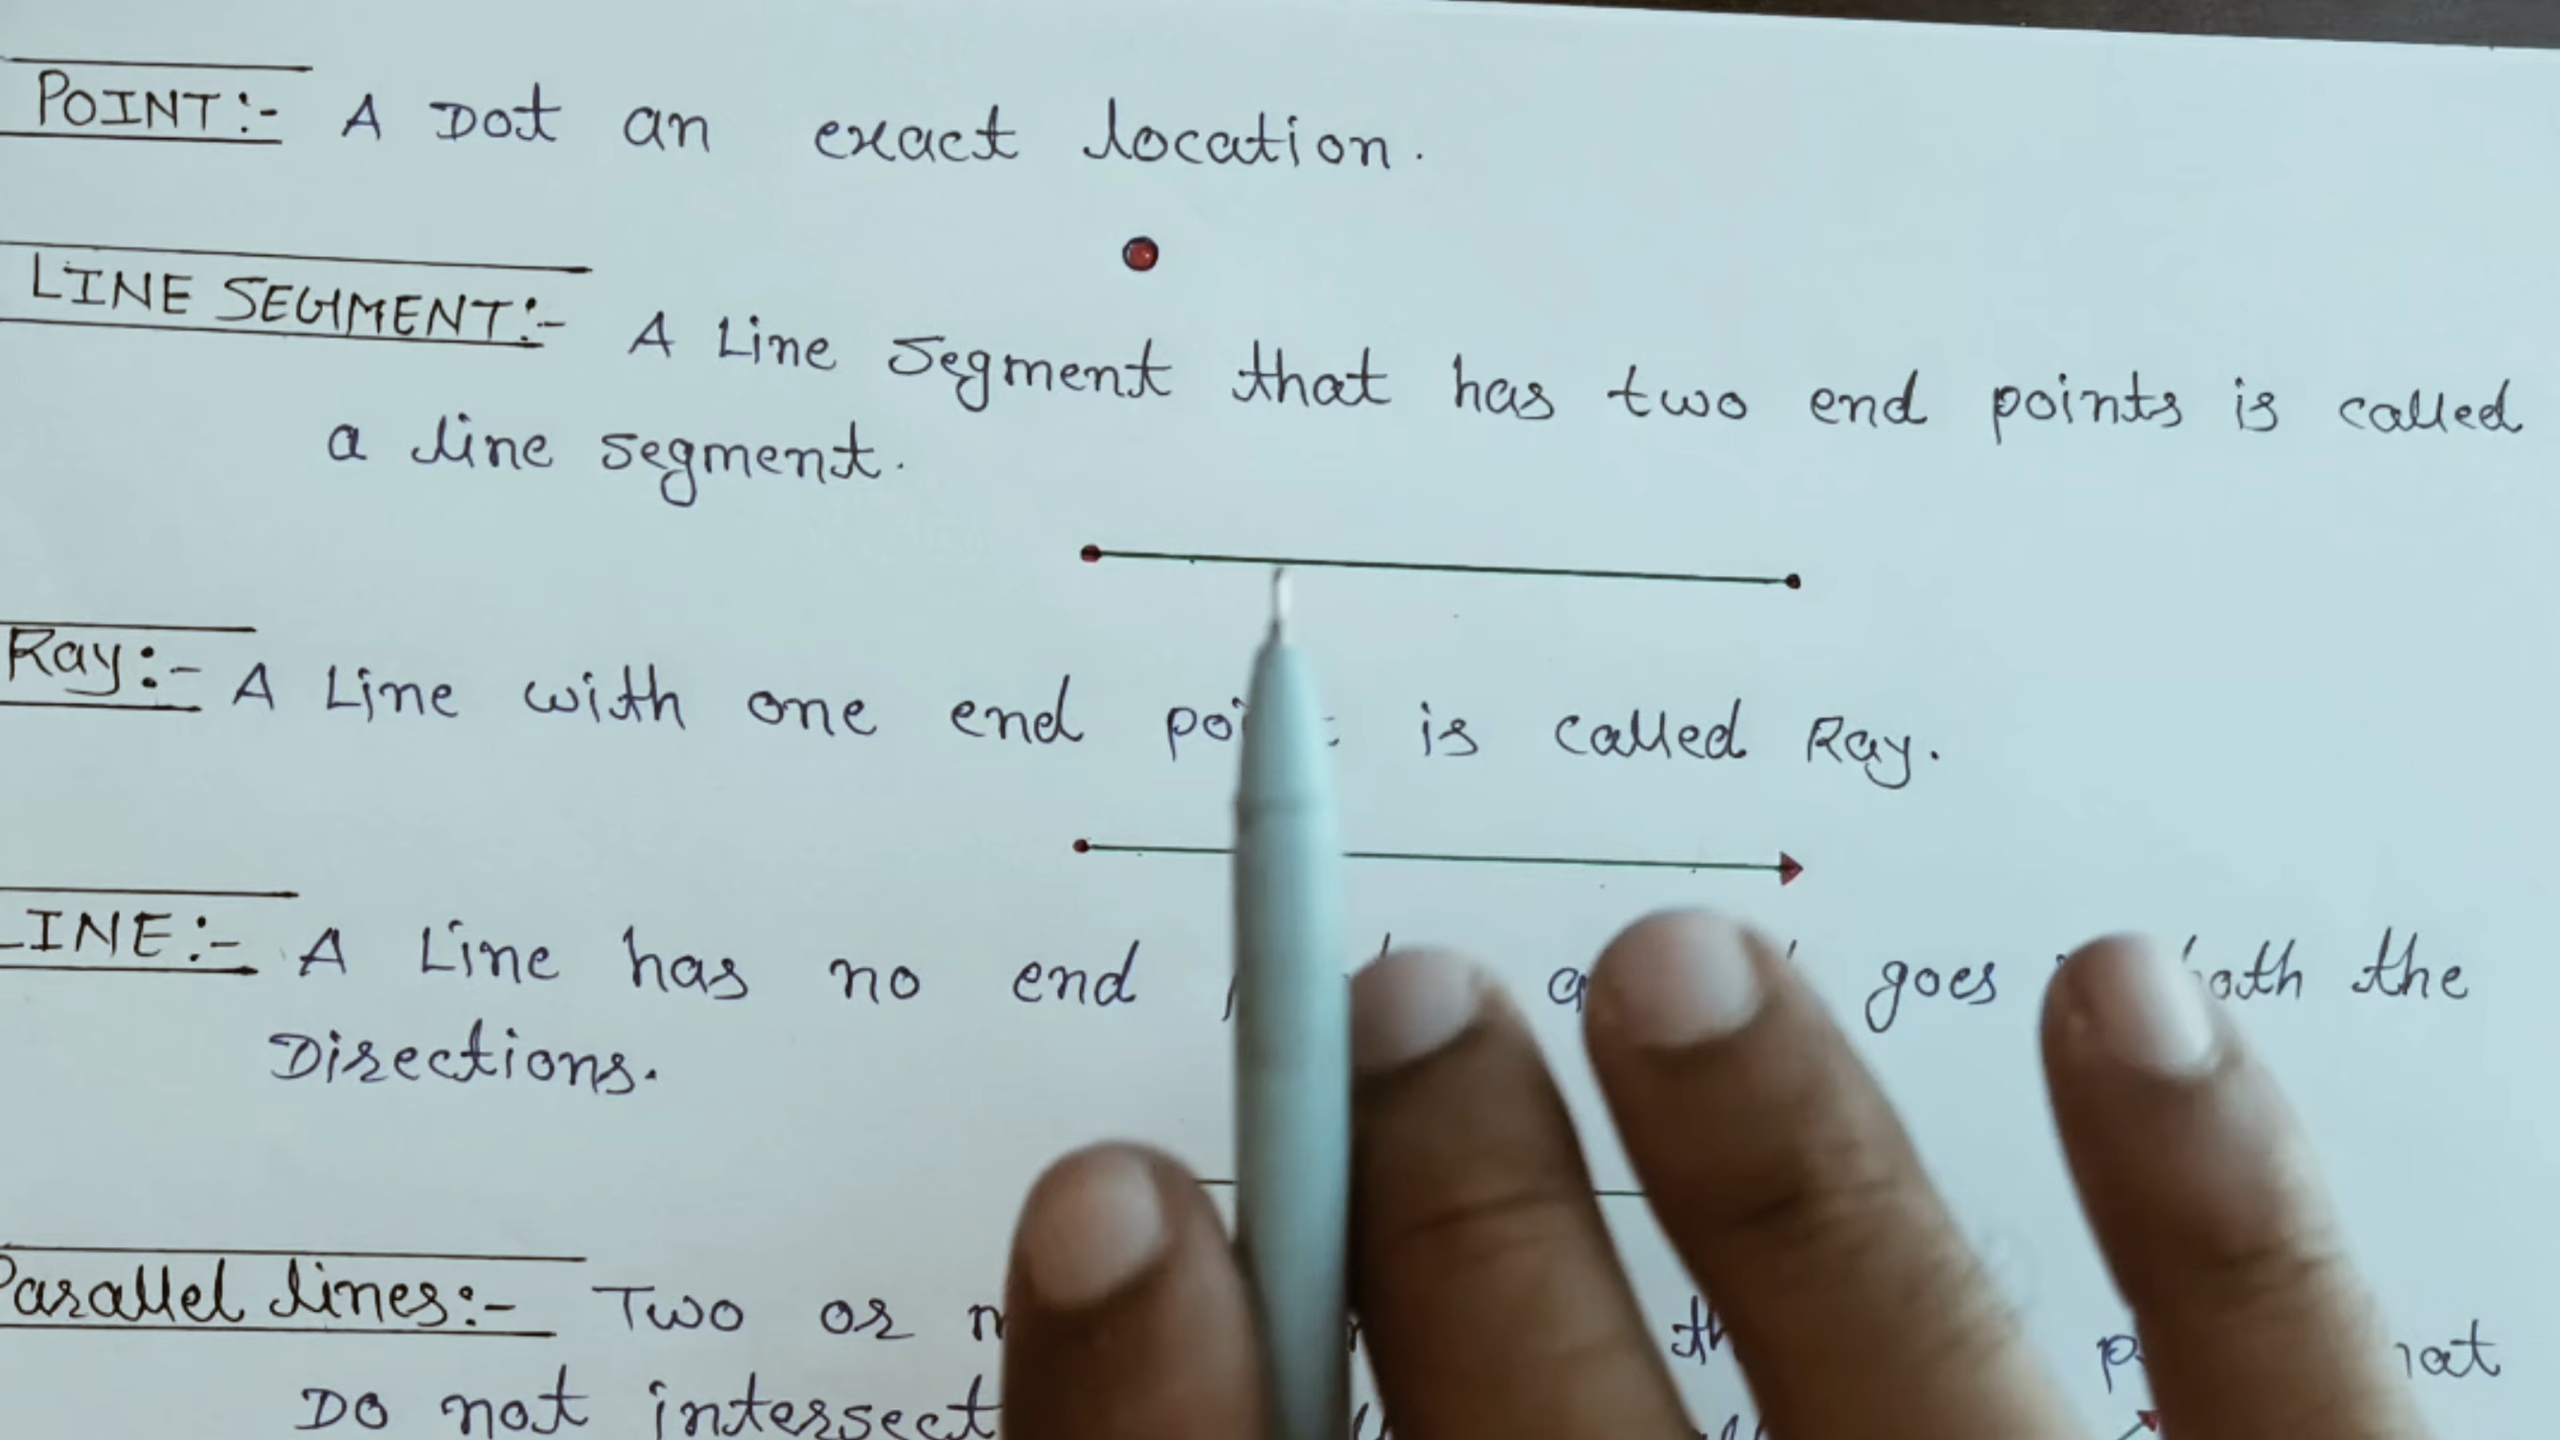 POINT:- A Dot an exact location.
LINE SEGMENT:- A Line Segment that has two end points is called
a line segment.
Ray:- A Line with one end is called Ray.
LINE:- A Line has no end goes both the
Directions.
Parallel lines:- Two or
Do not intersect